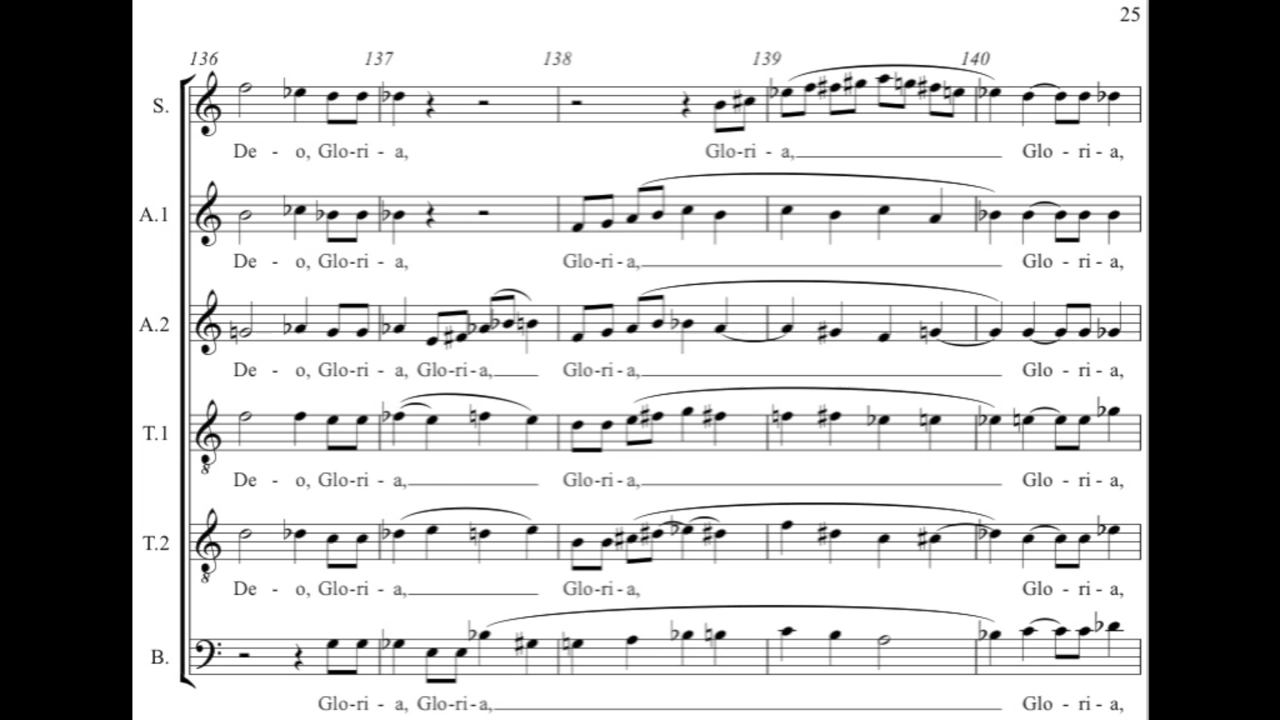 25
136 137 138 139 140
S.
De - o, Glo-ri - a, Glo-ri - a, Glo - ri - a,
A.1
De - o, Glo-ri - a, Glo-ri-a, Glo - ri - a,
A.2
De - o, Glo-ri - a, Glo-ri-a, Glo-ri-a, Glo - ri - a,
T.1
De - o, Glo-ri - a, Glo-ri-a, Glo - ri - a,
T.2
De - o, Glo-ri - a, Glo-ri-a, Glo - ri - a,
B.
Glo-ri - a, Glo-ri-a, Glo - ri - a,